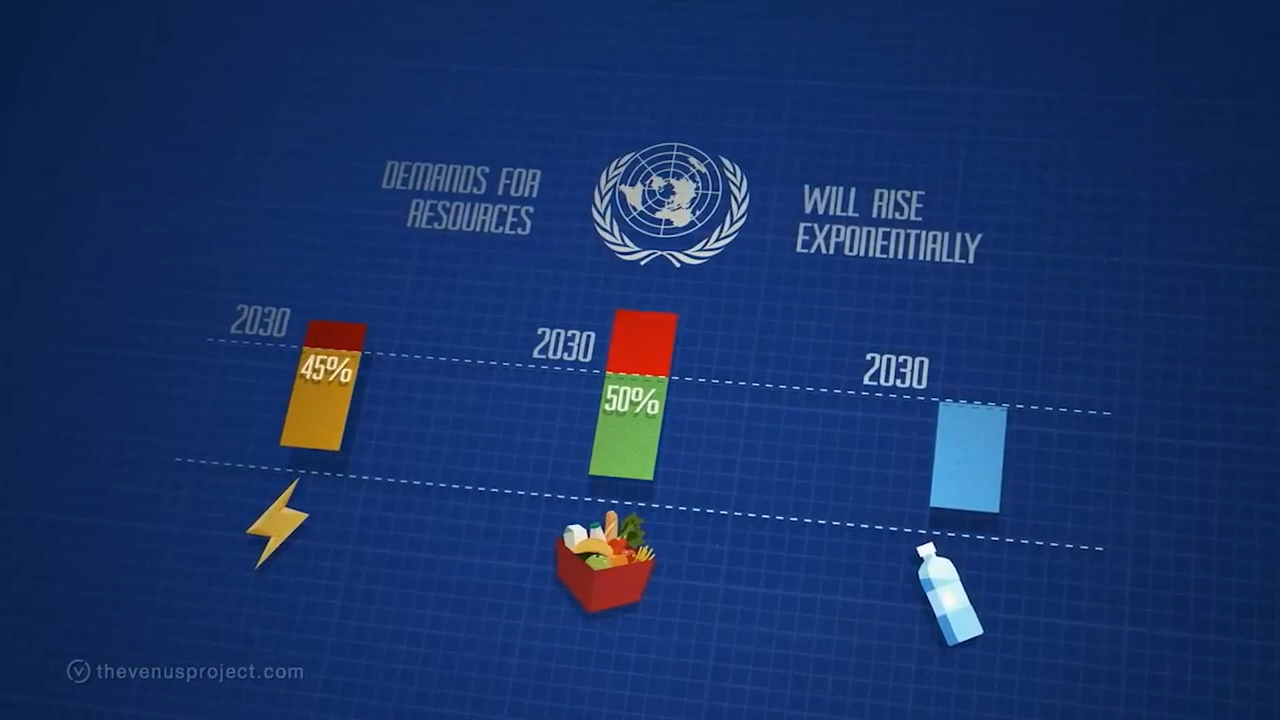 DEMANDS FOR
RESOURCES
WILL RISE
EXPONENTIALLY
2030
45%
2030
50%
2030
thevenusproject.com